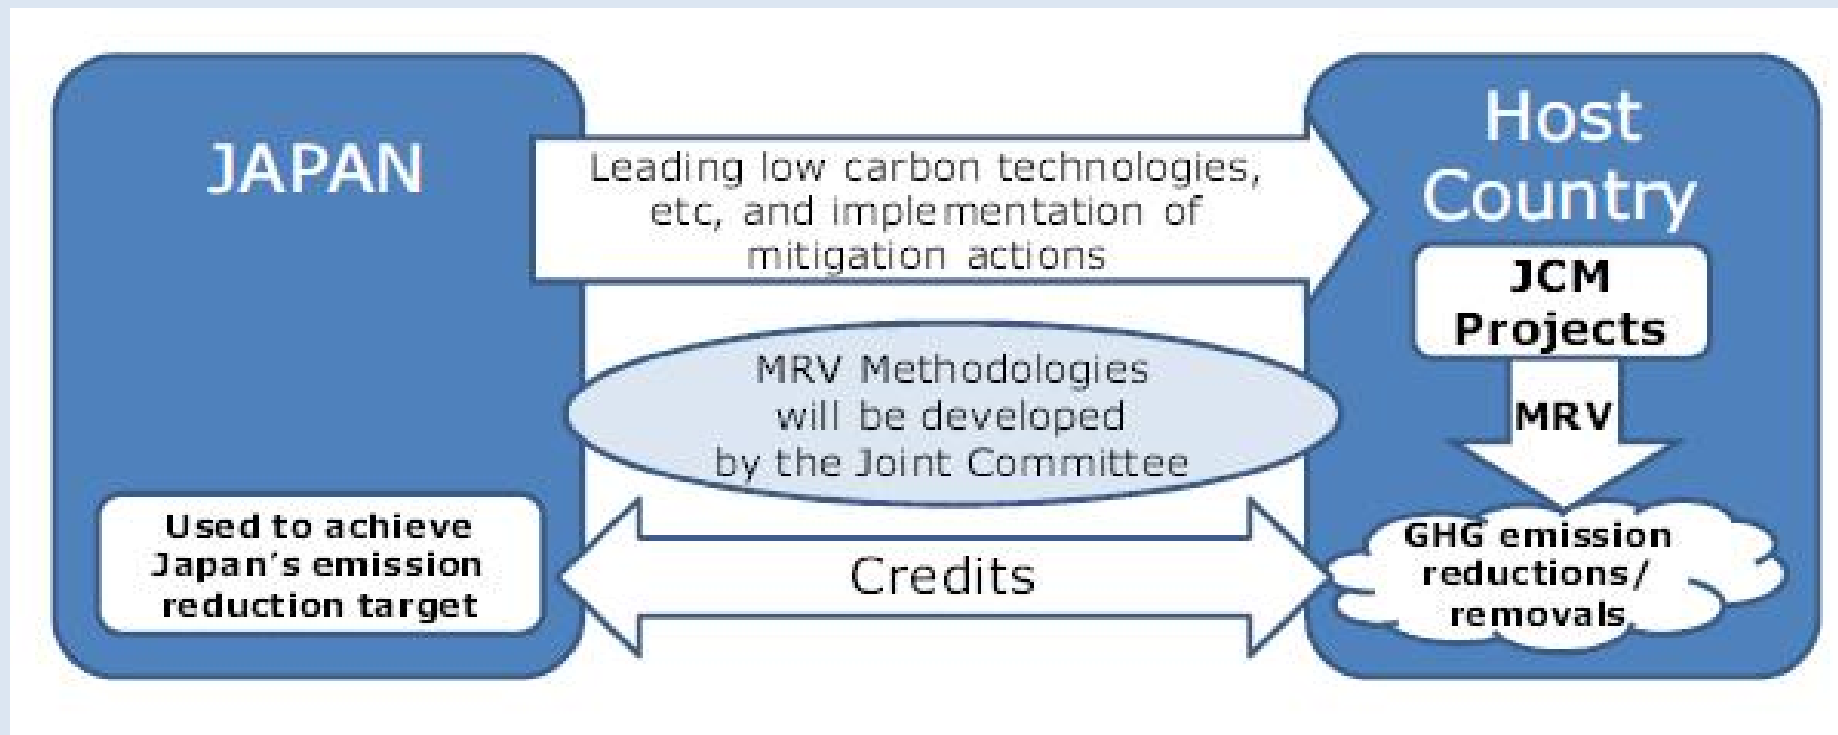 JAPAN
Leading low carbon technologies,
etc, and implementation of
mitigation actions
Host
Country
JCM
Projects
MRV Methodologies
will be developed
by the Joint Committee
MRV
Used to achieve
Japan's emission
reduction target
Credits
GHG emission
reductions/
removals